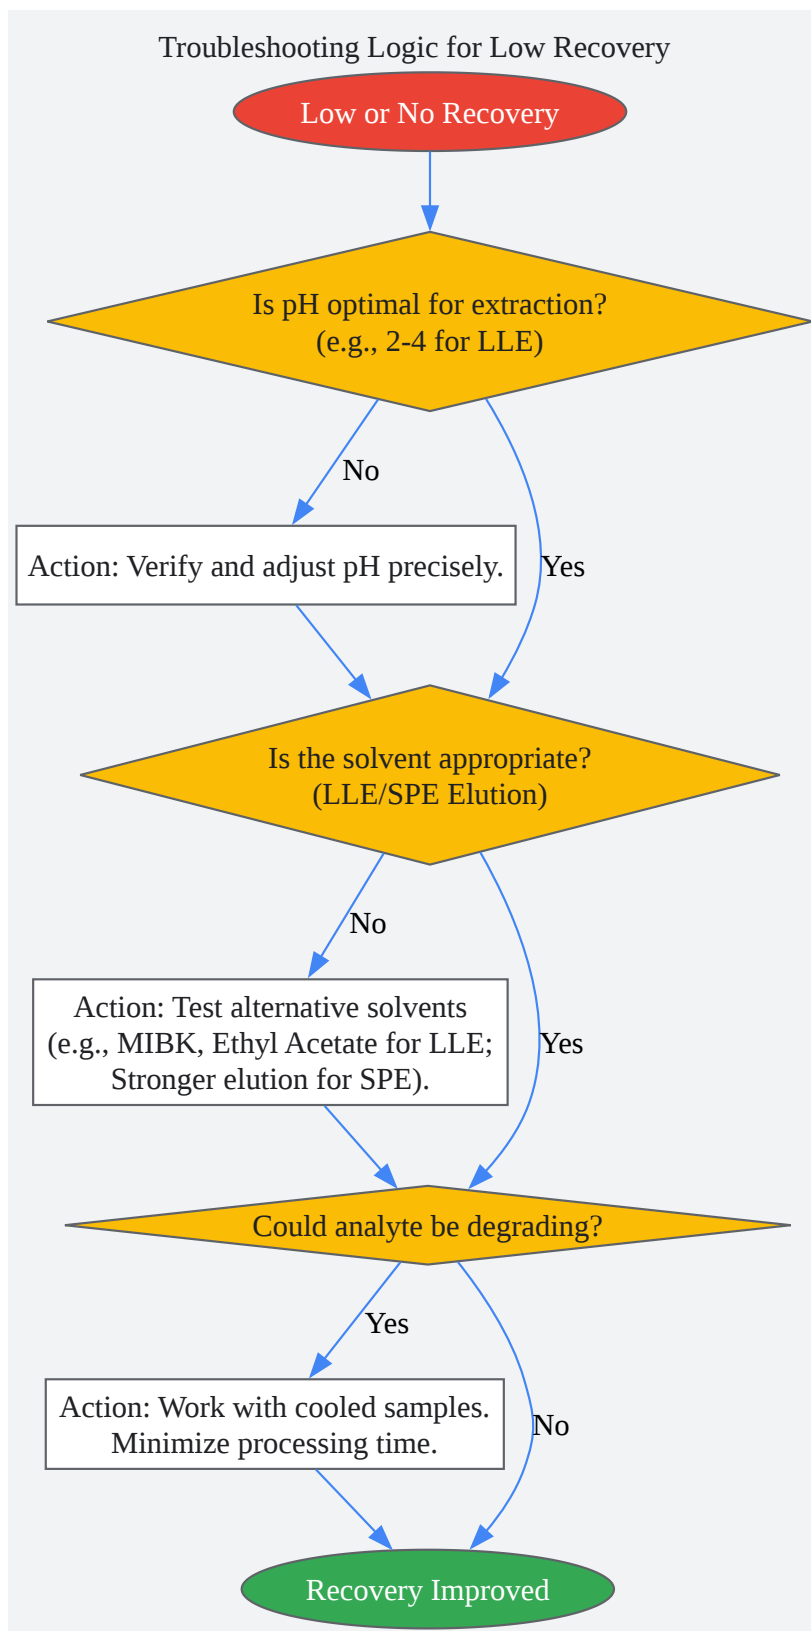 Troubleshooting Logic for Low Recovery
Low or No Recovery
Is pH optimal for extraction?
(e.g., 2-4 for LLE)
No
Action: Verify and adjust pH precisely.
Yes
Is the solvent appropriate?
(LLE/SPE Elution)
No
Action: Test alternative solvents
(e.g., MIBK, Ethyl Acetate for LLE;
Stronger elution for SPE).
Yes
Could analyte be degrading?
Yes
Action: Work with cooled samples.
Minimize processing time.
No
Recovery Improved